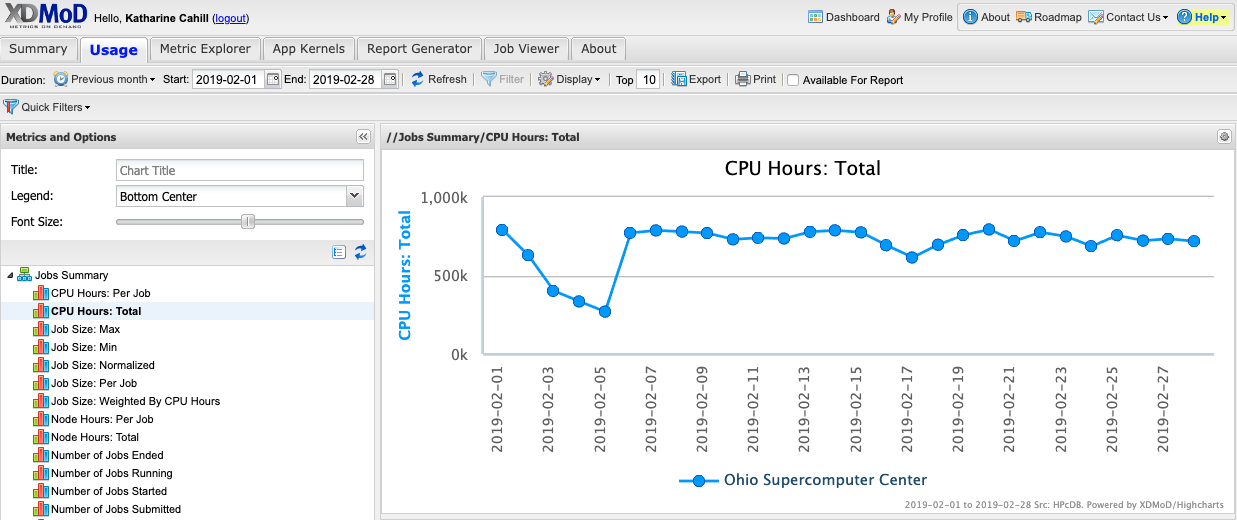 XDMoD Hello, Katharine Cahill (logout) Dashboard My Profile About Roadmap Contact Us Help
METRICS ON DEMAND
Summary Usage Metric Explorer App Kernels Report Generator Job Viewer About
Duration: Previous month Start: 2019-02-01 End: 2019-02-28 Refresh Filter Display Top 10 Export Print Available For Report
Quick Filters
Metrics and Options
Title: Chart Title
Legend: Bottom Center
Font Size:
Jobs Summary
CPU Hours: Per Job
CPU Hours: Total
Job Size: Max
Job Size: Min
Job Size: Normalized
Job Size: Per Job
Job Size: Weighted By CPU Hours
Node Hours: Per Job
Node Hours: Total
Number of Jobs Ended
Number of Jobs Running
Number of Jobs Started
Number of Jobs Submitted
//Jobs Summary/CPU Hours: Total
CPU Hours: Total
CPU Hours: Total
1,000k
500k
0k
2019-02-01
2019-02-03
2019-02-05
2019-02-07
2019-02-09
2019-02-11
2019-02-13
2019-02-15
2019-02-17
2019-02-19
2019-02-21
2019-02-23
2019-02-25
2019-02-27
Ohio Supercomputer Center
2019-02-01 to 2019-02-28 Src: HPcDB. Powered by XDMoD/Highcharts